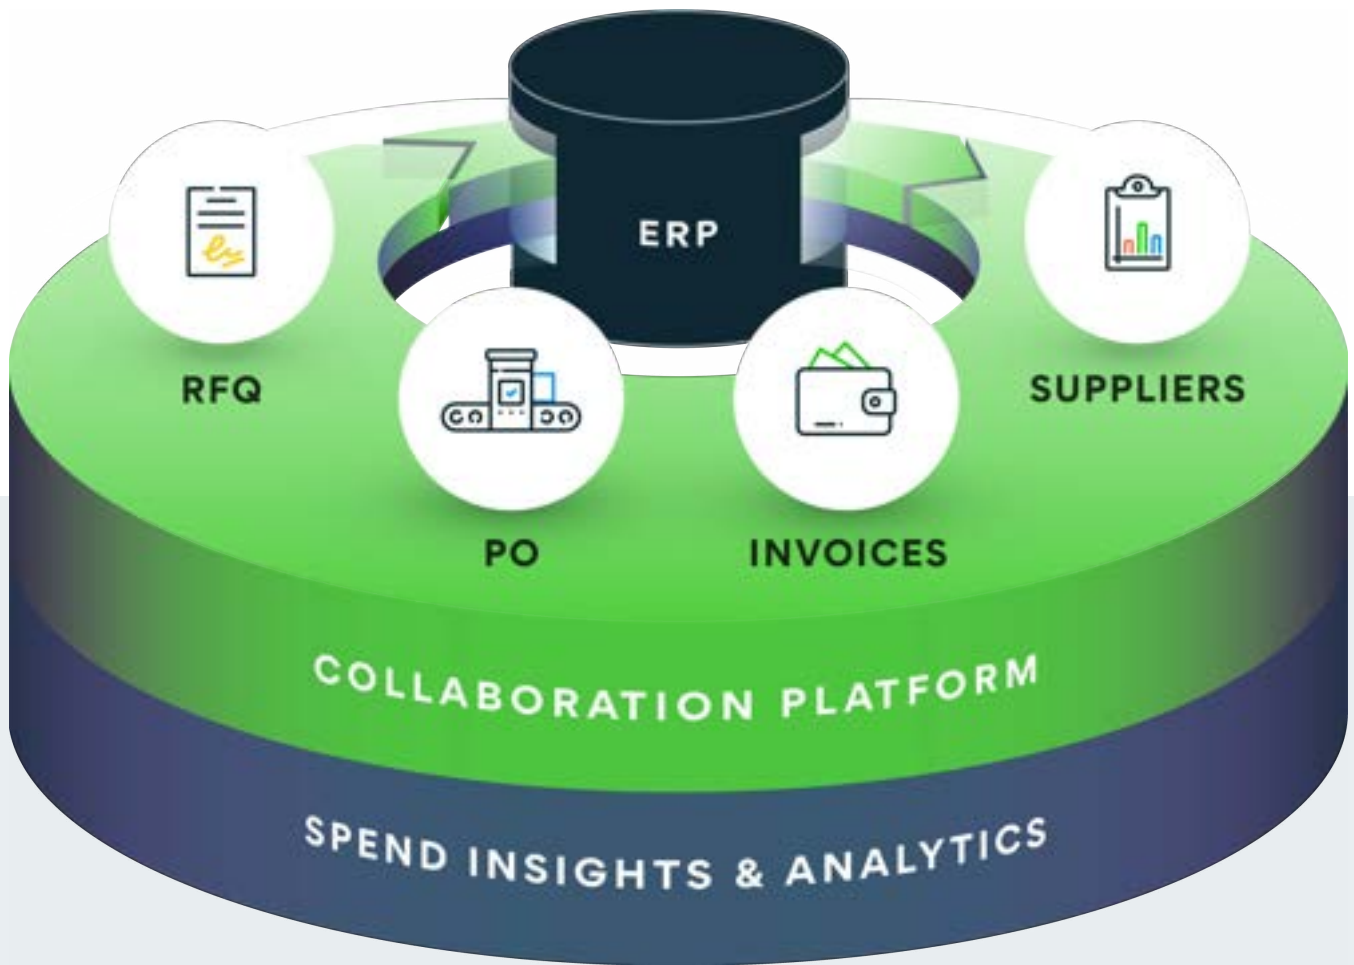 ERP
RFQ
SUPPLIERS
PO
INVOICES
COLLABORATION PLATFORM
SPEND INSIGHTS & ANALYTICS